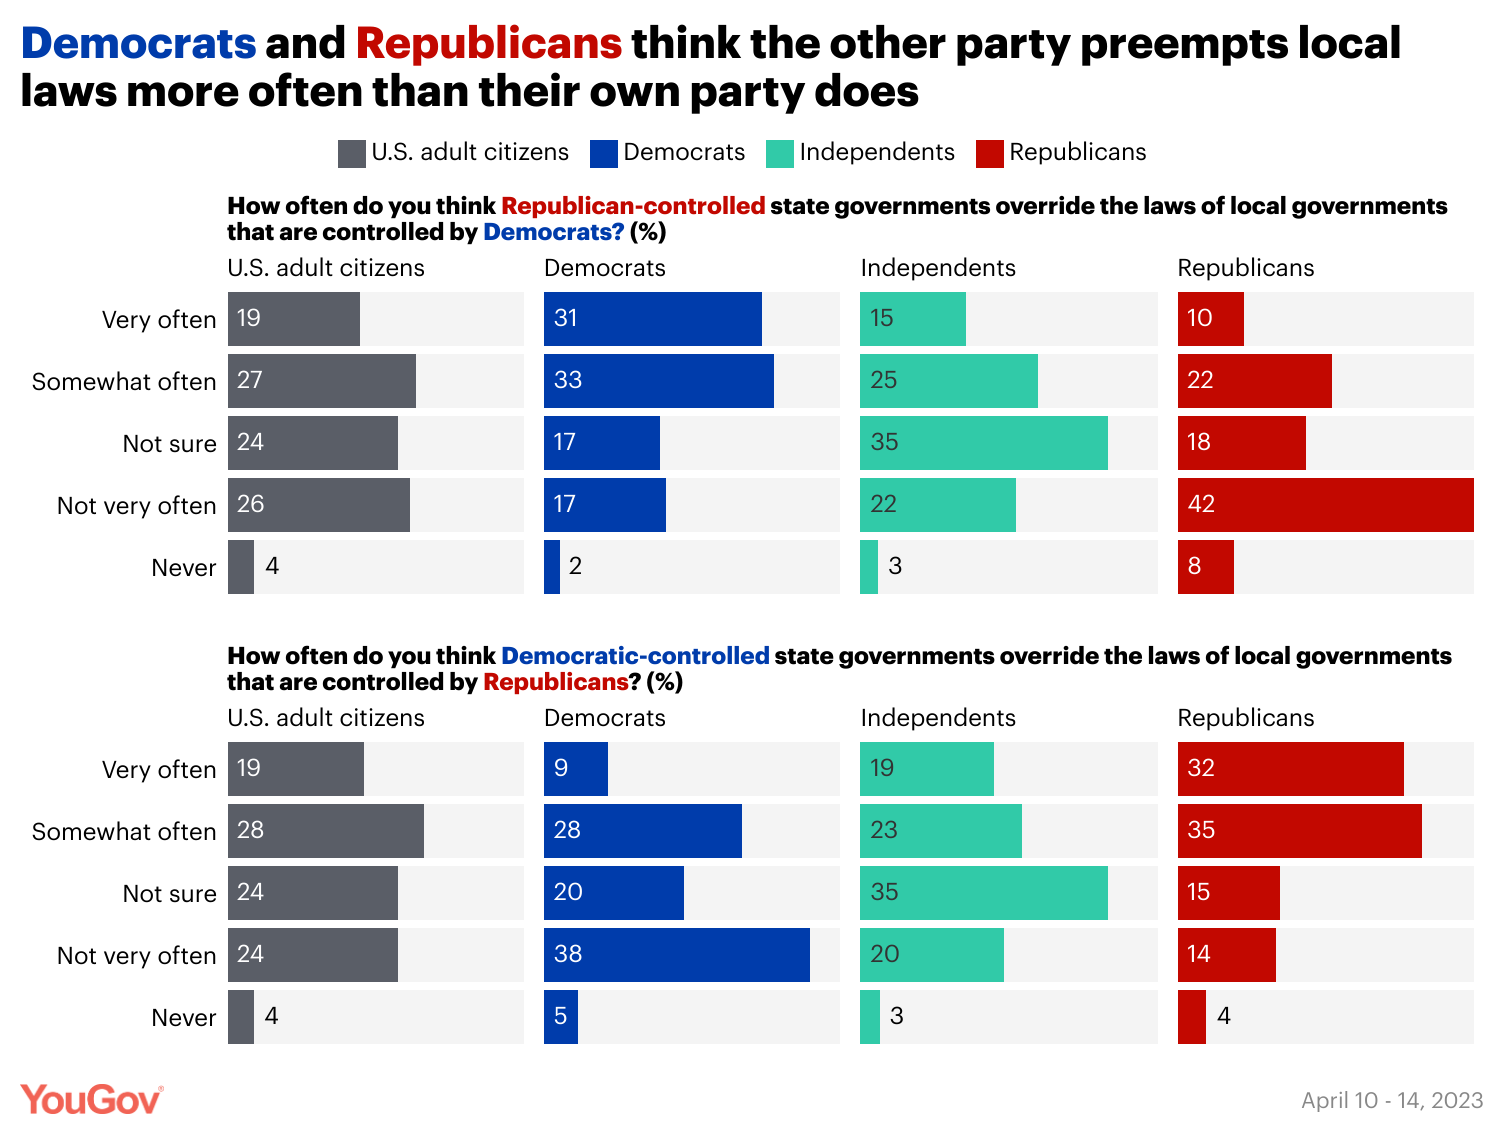 Democrats and Republicans think the other party preempts local
laws more often than their own party does
U.S. adult citizens Democrats Independents Republicans
How often do you think Republican-controlled state governments override the laws of local governments
that are controlled by Democrats? (%)
U.S. adult citizens Democrats Independents Republicans
Very often 19 31 15 10
Somewhat often 27 33 25 22
Not sure 24 17 35 18
Not very often 26 17 22 42
Never 4 2 3 8
How often do you think Democratic-controlled state governments override the laws of local governments
that are controlled by Republicans? (%)
U.S. adult citizens Democrats Independents Republicans
Very often 19 9 19 32
Somewhat often 28 28 23 35
Not sure 24 20 35 15
Not very often 24 38 20 14
Never 4 5 3 4
YouGov®
April 10 - 14, 2023